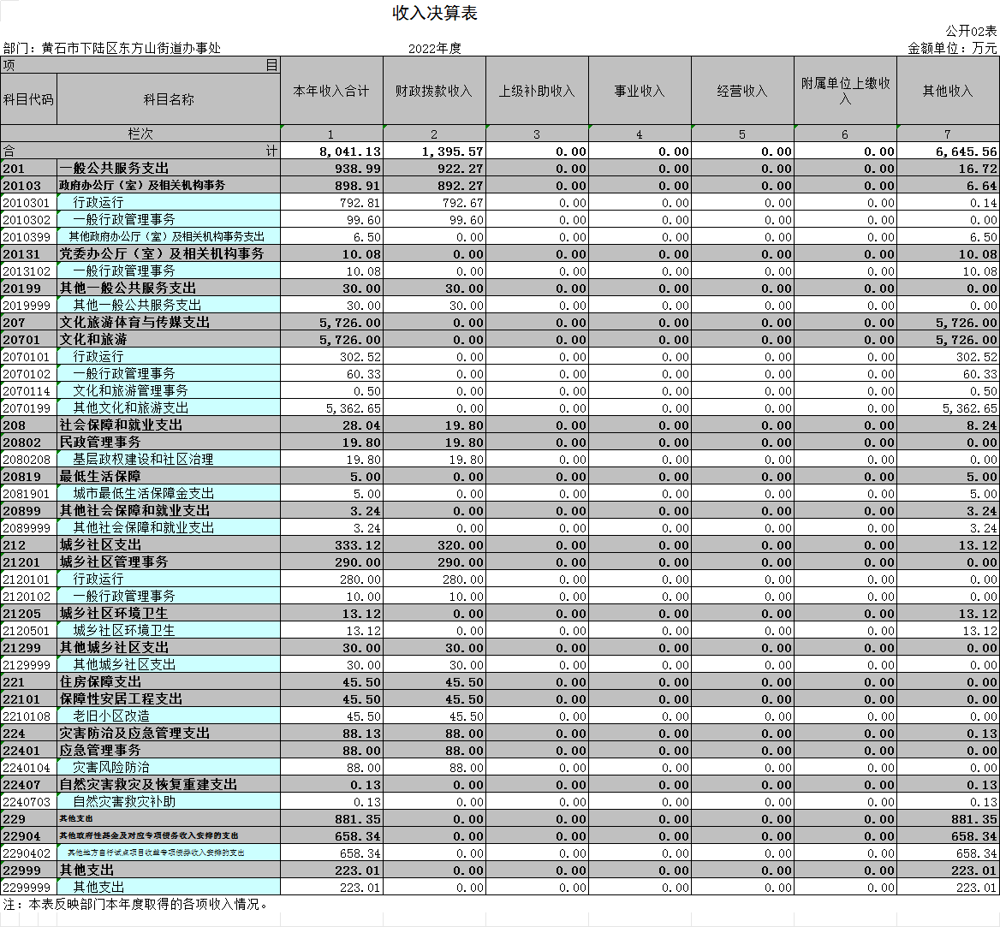 收入决算表
公开02表
部门：黄石市下陆区东方山街道办事处 2022年度 金额单位：万元
项 目 本年收入合计 财政拨款收入 上级补助收入 事业收入 经营收入 附属单位上缴收入 其他收入
科目代码 科目名称
栏次 1 2 3 4 5 6 7
合 计 8,041.13 1,395.57 0.00 0.00 0.00 0.00 6,645.56
201 一般公共服务支出 938.99 922.27 0.00 0.00 0.00 0.00 16.72
20103 政府办公厅（室）及相关机构事务 898.91 892.27 0.00 0.00 0.00 0.00 6.64
2010301 行政运行 792.81 792.67 0.00 0.00 0.00 0.00 0.14
2010302 一般行政管理事务 99.60 99.60 0.00 0.00 0.00 0.00 0.00
2010399 其他政府办公厅（室）及相关机构事务支出 6.50 0.00 0.00 0.00 0.00 0.00 6.50
20131 党委办公厅（室）及相关机构事务 10.08 0.00 0.00 0.00 0.00 0.00 10.08
2013102 一般行政管理事务 10.08 0.00 0.00 0.00 0.00 0.00 10.08
20199 其他一般公共服务支出 30.00 30.00 0.00 0.00 0.00 0.00 0.00
2019999 其他一般公共服务支出 30.00 30.00 0.00 0.00 0.00 0.00 0.00
207 文化旅游体育与传媒支出 5,726.00 0.00 0.00 0.00 0.00 0.00 5,726.00
20701 文化和旅游 5,726.00 0.00 0.00 0.00 0.00 0.00 5,726.00
2070101 行政运行 302.52 0.00 0.00 0.00 0.00 0.00 302.52
2070102 一般行政管理事务 60.33 0.00 0.00 0.00 0.00 0.00 60.33
2070114 文化和旅游管理事务 0.50 0.00 0.00 0.00 0.00 0.00 0.50
2070199 其他文化和旅游支出 5,362.65 0.00 0.00 0.00 0.00 0.00 5,362.65
208 社会保障和就业支出 28.04 19.80 0.00 0.00 0.00 0.00 8.24
20802 民政管理事务 19.80 19.80 0.00 0.00 0.00 0.00 0.00
2080208 基层政权建设和社区治理 19.80 19.80 0.00 0.00 0.00 0.00 0.00
20819 最低生活保障 5.00 0.00 0.00 0.00 0.00 0.00 5.00
2081901 城市最低生活保障金支出 5.00 0.00 0.00 0.00 0.00 0.00 5.00
20899 其他社会保障和就业支出 3.24 0.00 0.00 0.00 0.00 0.00 3.24
2089999 其他社会保障和就业支出 3.24 0.00 0.00 0.00 0.00 0.00 3.24
212 城乡社区支出 333.12 320.00 0.00 0.00 0.00 0.00 13.12
21201 城乡社区管理事务 290.00 290.00 0.00 0.00 0.00 0.00 0.00
2120101 行政运行 280.00 280.00 0.00 0.00 0.00 0.00 0.00
2120102 一般行政管理事务 10.00 10.00 0.00 0.00 0.00 0.00 0.00
21205 城乡社区环境卫生 13.12 0.00 0.00 0.00 0.00 0.00 13.12
2120501 城乡社区环境卫生 13.12 0.00 0.00 0.00 0.00 0.00 13.12
21299 其他城乡社区支出 30.00 30.00 0.00 0.00 0.00 0.00 0.00
2129999 其他城乡社区支出 30.00 30.00 0.00 0.00 0.00 0.00 0.00
221 住房保障支出 45.50 45.50 0.00 0.00 0.00 0.00 0.00
22101 保障性安居工程支出 45.50 45.50 0.00 0.00 0.00 0.00 0.00
2210108 老旧小区改造 45.50 45.50 0.00 0.00 0.00 0.00 0.00
224 灾害防治及应急管理支出 88.13 88.00 0.00 0.00 0.00 0.00 0.13
22401 应急管理事务 88.00 88.00 0.00 0.00 0.00 0.00 0.00
2240104 灾害风险防治 88.00 88.00 0.00 0.00 0.00 0.00 0.00
22407 自然灾害救灾及恢复重建支出 0.13 0.00 0.00 0.00 0.00 0.00 0.13
2240703 自然灾害救灾补助 0.13 0.00 0.00 0.00 0.00 0.00 0.13
229 其他支出 881.35 0.00 0.00 0.00 0.00 0.00 881.35
22904 其他政府性基金及对应专项债务收入安排的支出 658.34 0.00 0.00 0.00 0.00 0.00 658.34
2290402 其他地方自行试点项目收益专项债券收入安排的支出 658.34 0.00 0.00 0.00 0.00 0.00 658.34
22999 其他支出 223.01 0.00 0.00 0.00 0.00 0.00 223.01
2299999 其他支出 223.01 0.00 0.00 0.00 0.00 0.00 223.01
注：本表反映部门本年度取得的各项收入情况。